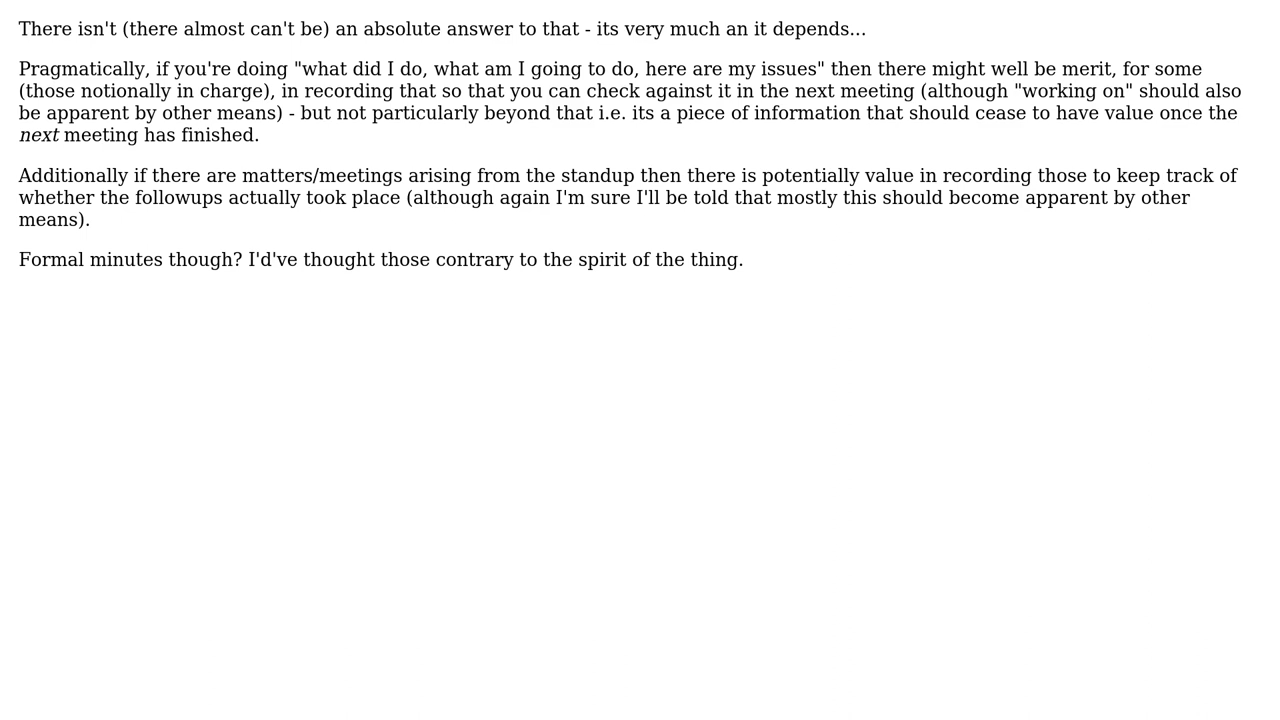 There isn't (there almost can't be) an absolute answer to that - its very much an it depends...
Pragmatically, if you're doing "what did I do, what am I going to do, here are my issues" then there might well be merit, for some
(those notionally in charge), in recording that so that you can check against it in the next meeting (although "working on" should also
be apparent by other means) - but not particularly beyond that i.e. its a piece of information that should cease to have value once the
next meeting has finished.
Additionally if there are matters/meetings arising from the standup then there is potentially value in recording those to keep track of
whether the followups actually took place (although again I'm sure I'll be told that mostly this should become apparent by other
means).
Formal minutes though? I'd've thought those contrary to the spirit of the thing.